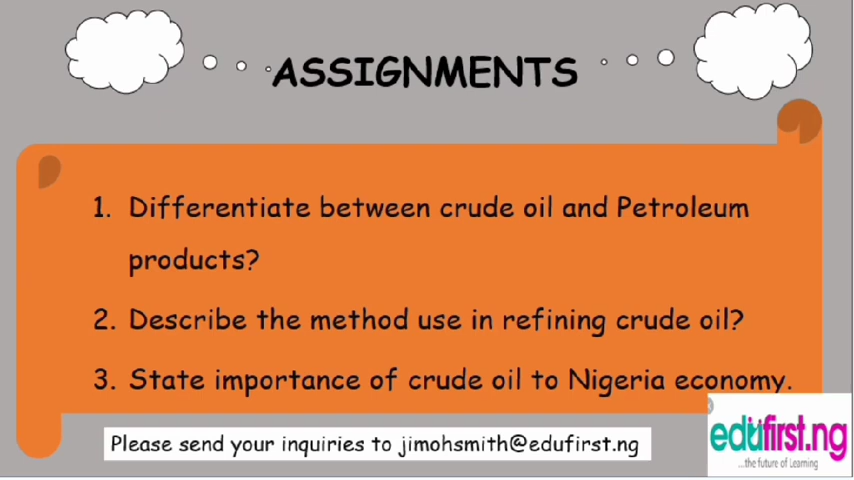 ASSIGNMENTS
1. Differentiate between crude oil and Petroleum
products?
2. Describe the method use in refining crude oil?
3. State importance of crude oil to Nigeria economy.
Please send your inquiries to jimohsmith@edufirst.ng
edufirst.ng
...the future of Learning